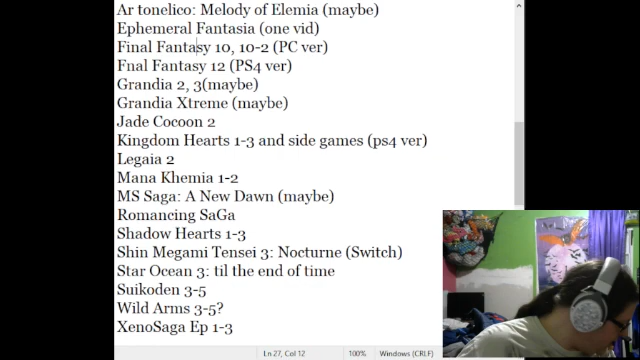 Ar tonelico: Melody of Elemia (maybe)
Ephemeral Fantasia (one vid)
Final Fantasy 10, 10-2 (PC ver)
Fnal Fantasy 12 (PS4 ver)
Grandia 2, 3(maybe)
Grandia Xtreme (maybe)
Jade Cocoon 2
Kingdom Hearts 1-3 and side games (ps4 ver)
Legaia 2
Mana Khemia 1-2
MS Saga: A New Dawn (maybe)
Romancing SaGa
Shadow Hearts 1-3
Shin Megami Tensei 3: Nocturne (Switch)
Star Ocean 3: til the end of time
Suikoden 3-5
Wild Arms 3-5?
XenoSaga Ep 1-3
Ln 27, Col 12 100% Windows (CRLF)